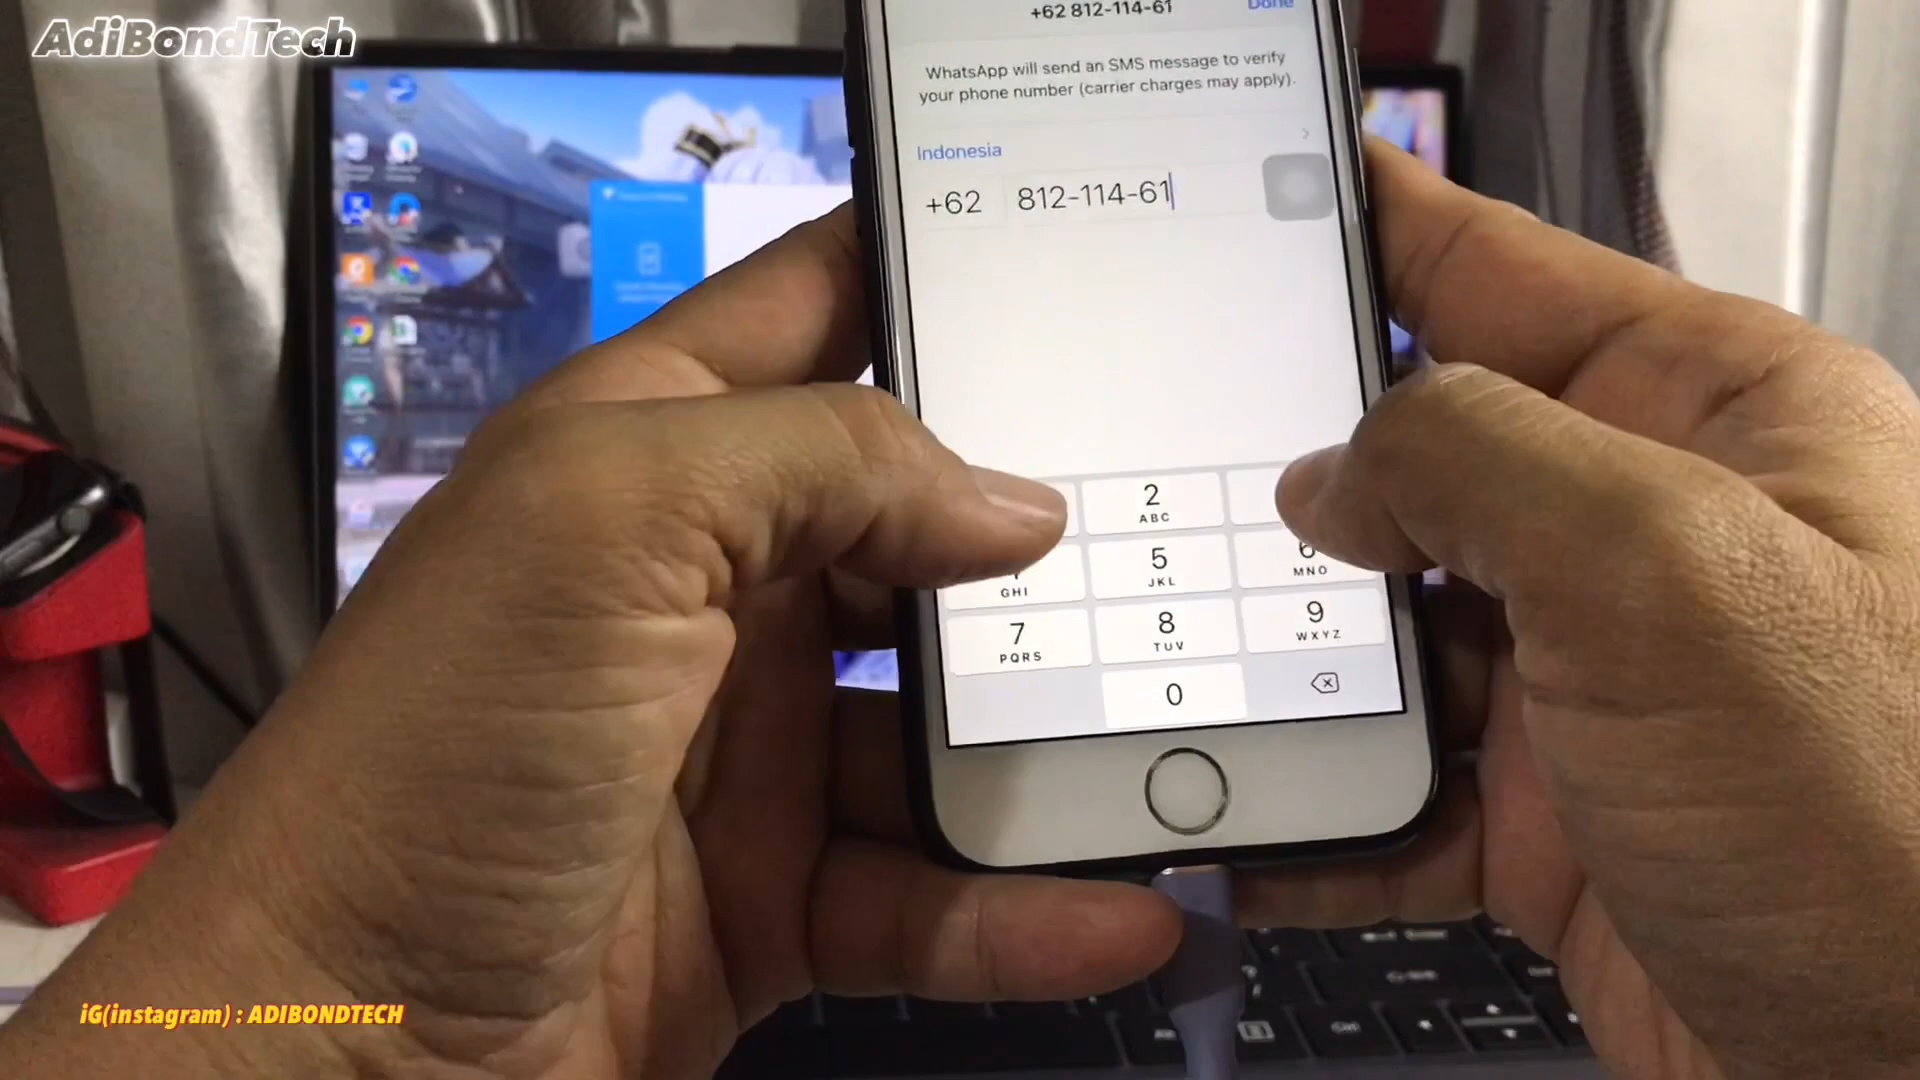 AdiBondTech
+62 812-114-61
Done
WhatsApp will send an SMS message to verify
your phone number (carrier charges may apply).
Indonesia
+62 812-114-61
2
ABC
5
JKL
6
MNO
GHI
7
PQRS
8
TUV
9
WXYZ
0
iG(instagram) : ADIBONDTECH